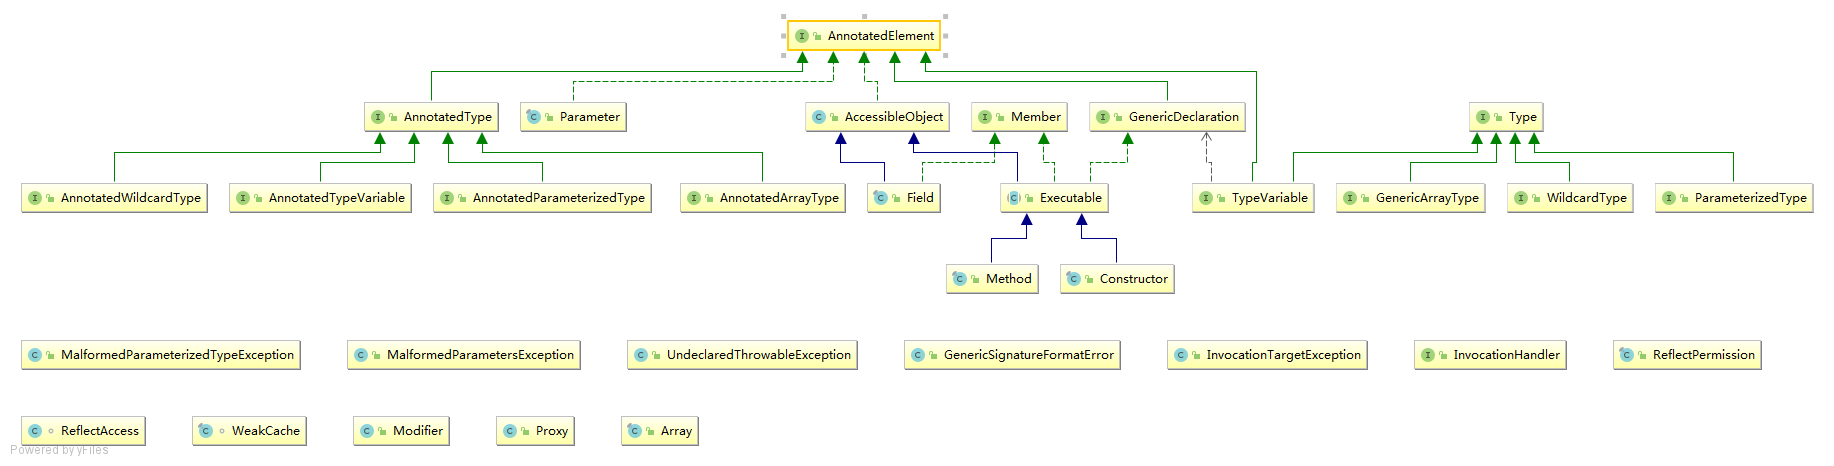 AnnotatedElement
AnnotatedType
Parameter
AccessibleObject
Member
GenericDeclaration
Type
AnnotatedWildcardType
AnnotatedTypeVariable
AnnotatedParameterizedType
AnnotatedArrayType
Field
Executable
TypeVariable
GenericArrayType
WildcardType
ParameterizedType
Method
Constructor
MalformedParameterizedTypeException
MalformedParametersException
UndeclaredThrowableException
GenericSignatureFormatError
InvocationTargetException
InvocationHandler
ReflectPermission
ReflectAccess
WeakCache
Modifier
Proxy
Array
Powered by yFiles